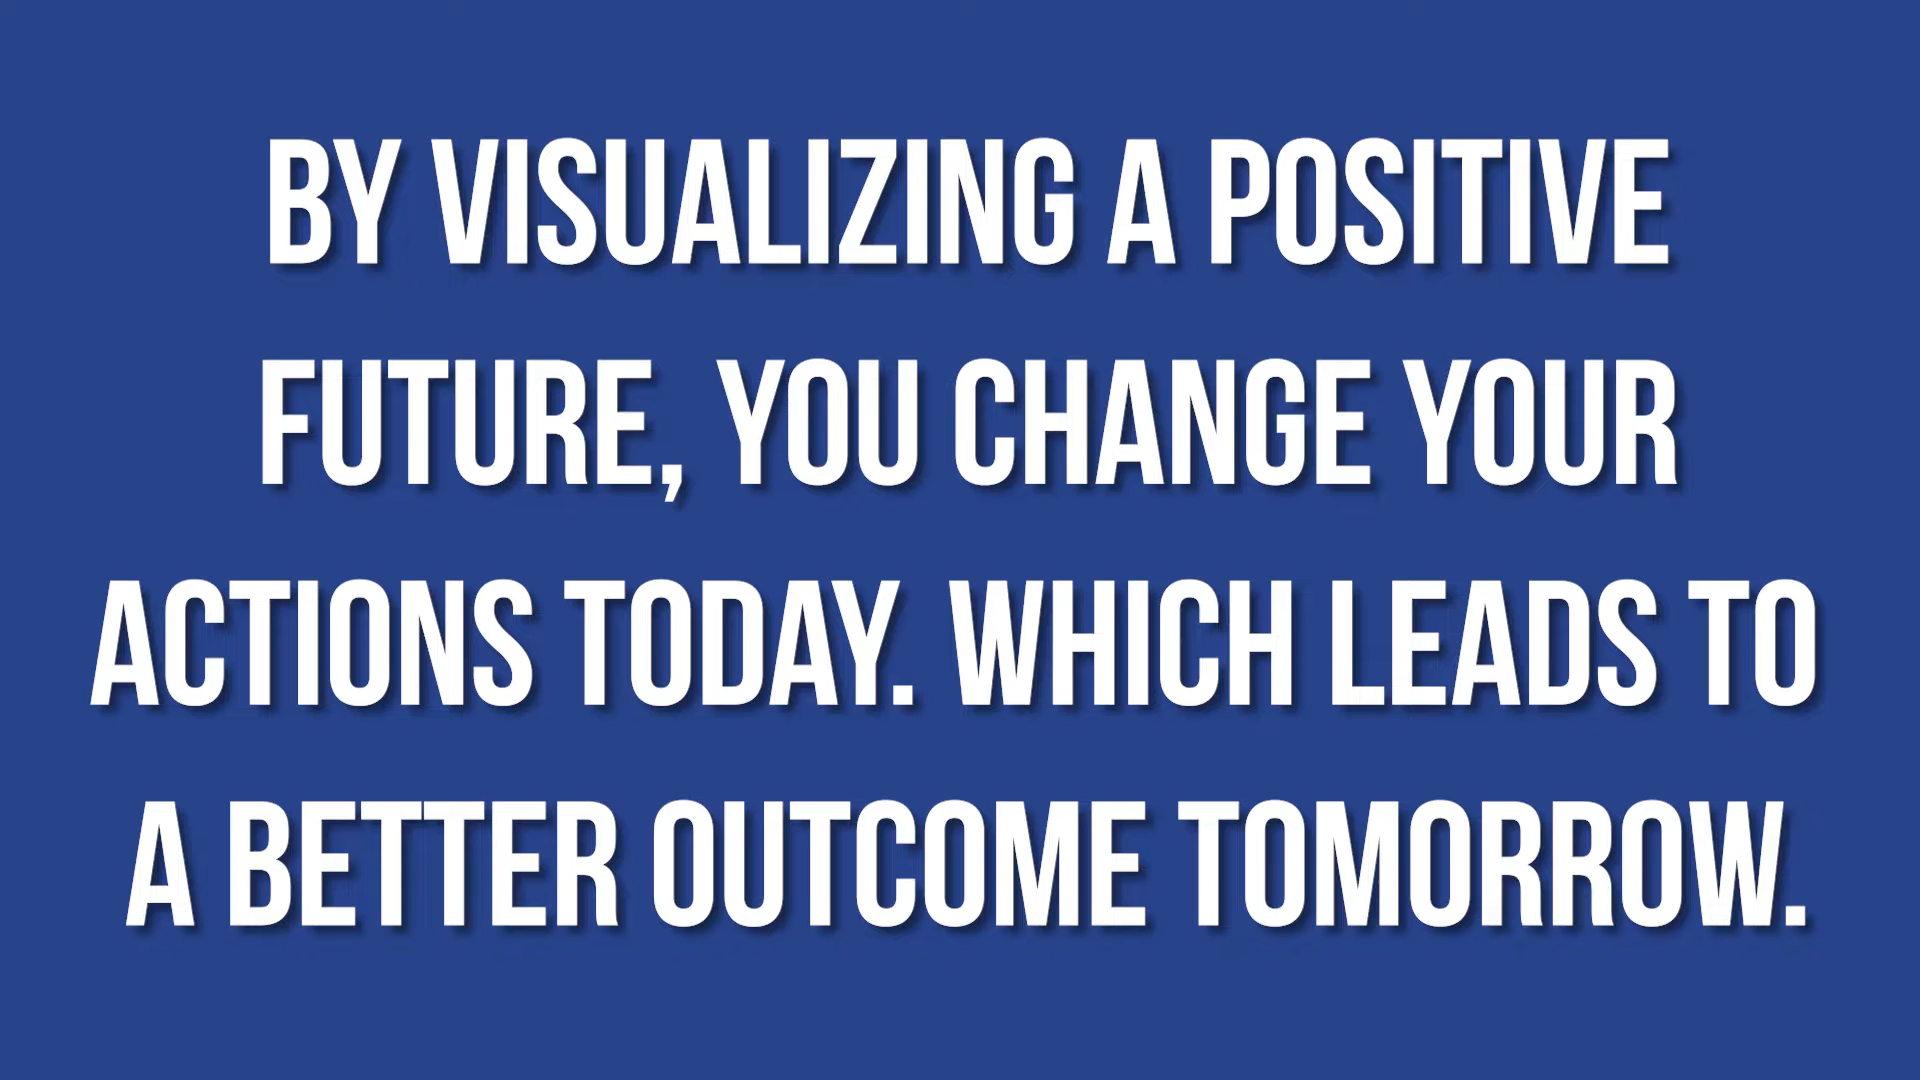 BY VISUALIZING A POSITIVE
FUTURE, YOU CHANGE YOUR
ACTIONS TODAY. WHICH LEADS TO
A BETTER OUTCOME TOMORROW.